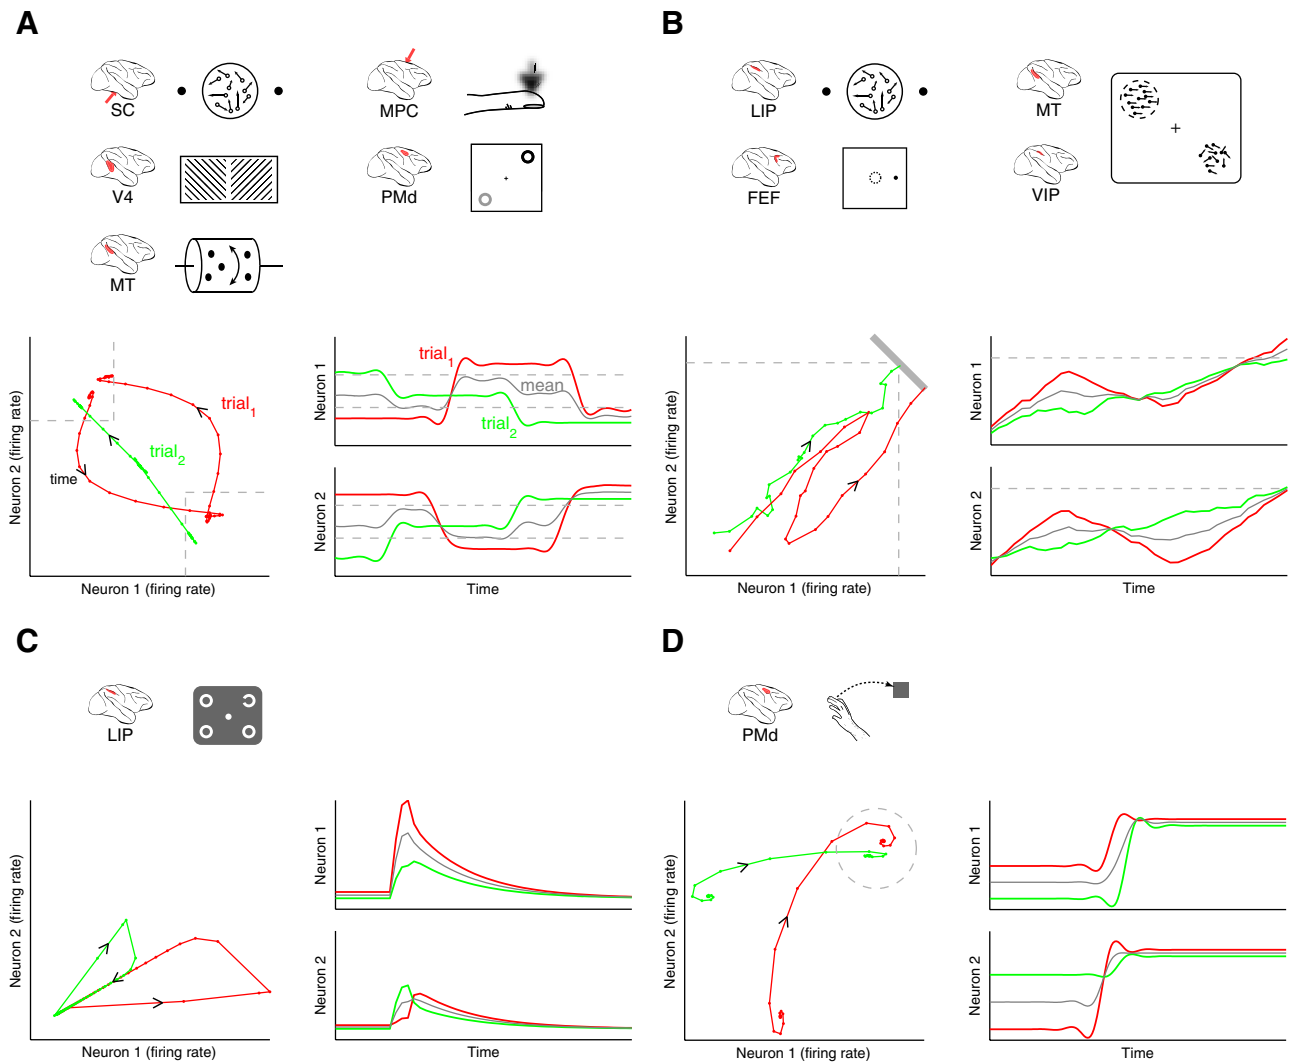 A
SC
MPC
V4
PMd
MT
Neuron 2 (firing rate)
Neuron 1 (firing rate)
trial1
trial2
time
Neuron 1
trial1
mean
trial2
Neuron 2
Time
B
LIP
MT
FEF
VIP
Neuron 2 (firing rate)
Neuron 1 (firing rate)
Neuron 1
Neuron 2
Time
C
LIP
Neuron 2 (firing rate)
Neuron 1 (firing rate)
Neuron 1
Neuron 2
Time
D
PMd
Neuron 2 (firing rate)
Neuron 1 (firing rate)
Neuron 1
Neuron 2
Time